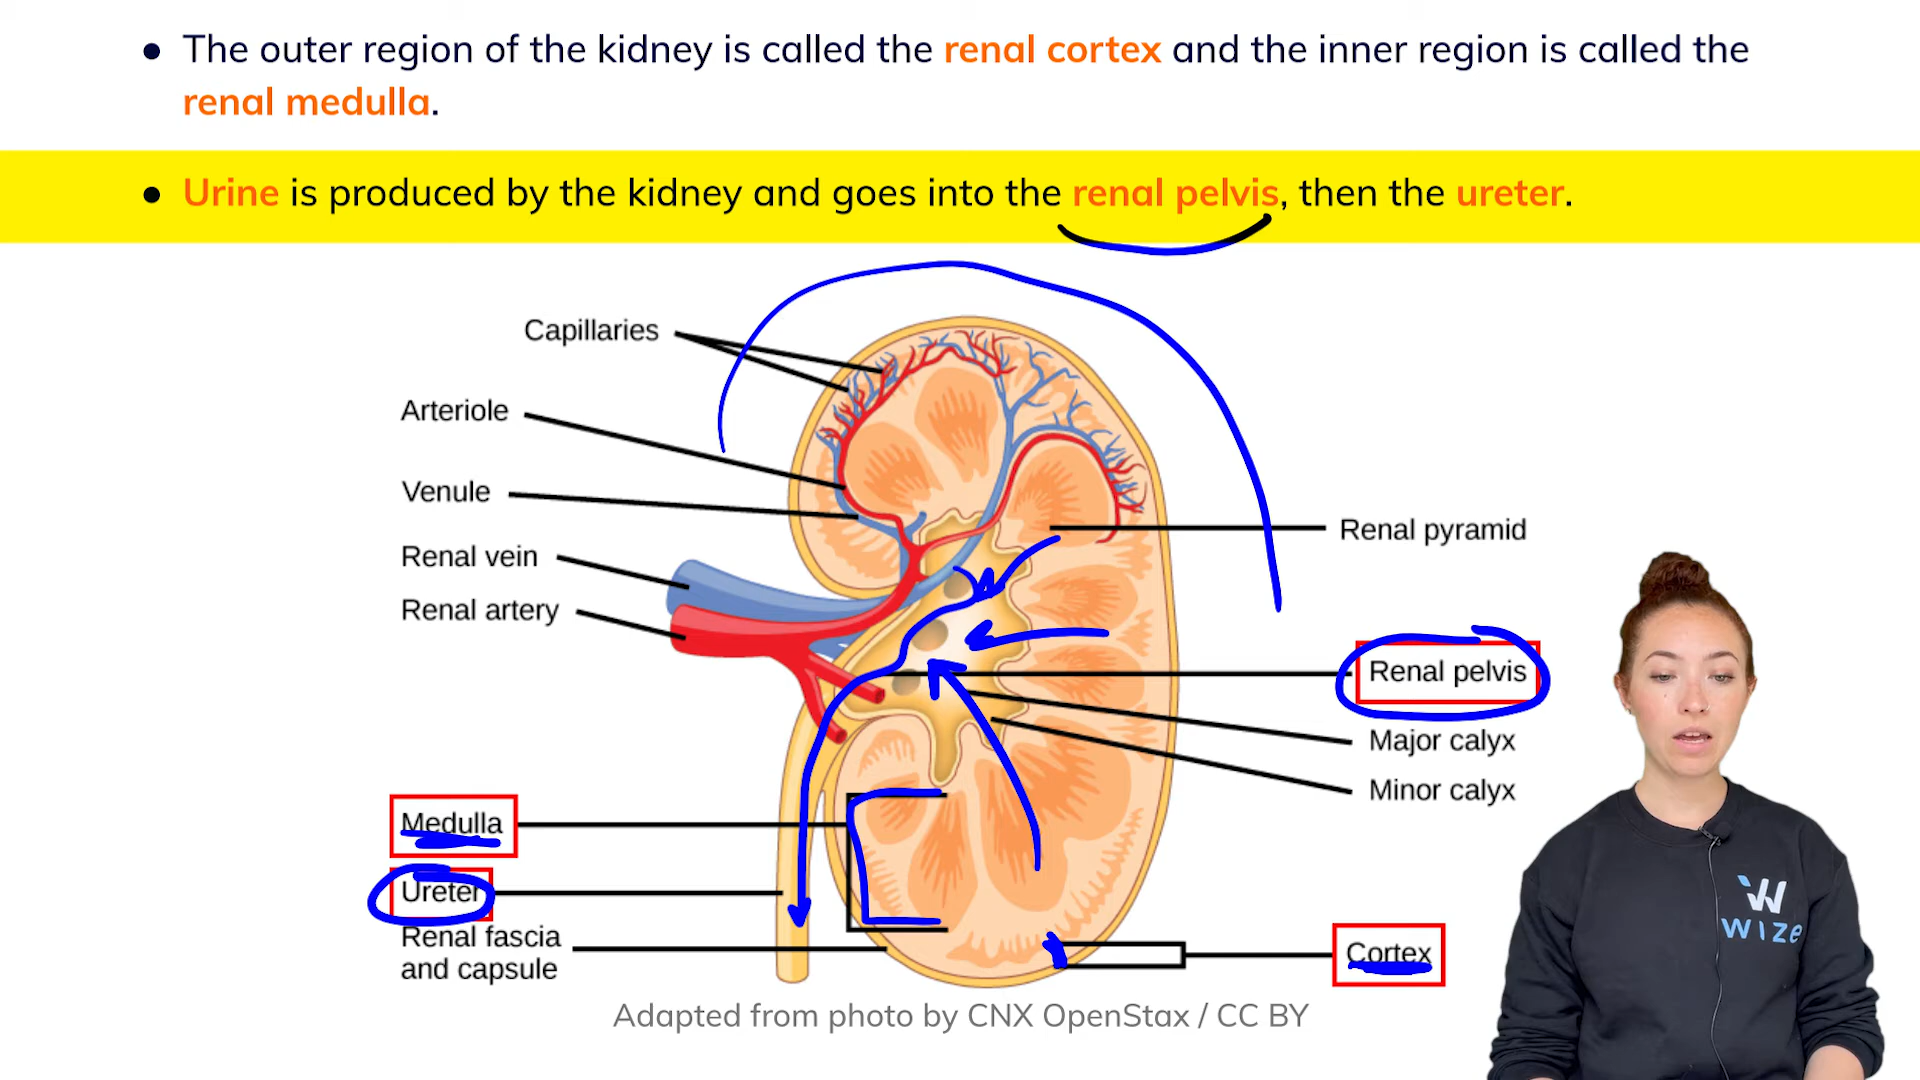 ● The outer region of the kidney is called the renal cortex and the inner region is called the
renal medulla.
● Urine is produced by the kidney and goes into the renal pelvis, then the ureter.
Capillaries
Arteriole
Venule
Renal vein
Renal artery
Renal pyramid
Renal pelvis
Major calyx
Minor calyx
Medulla
Ureter
Renal fascia
and capsule
Cortex
Adapted from photo by CNX OpenStax / CC BY
W
WIZE